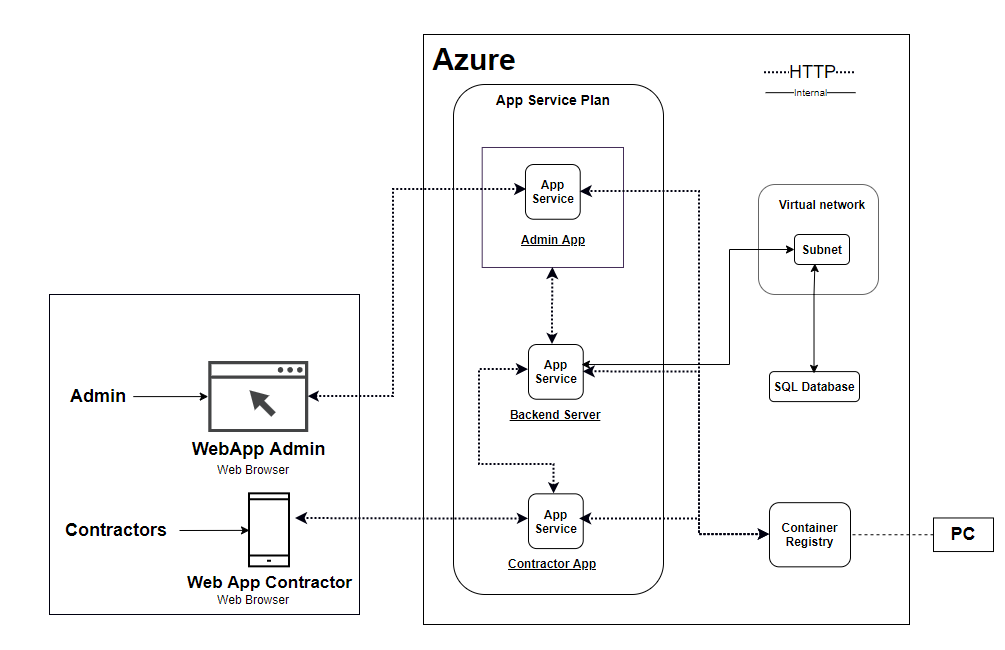 Azure
HTTP
Internal
App Service Plan
App
Service
Admin App
Virtual network
Subnet
App
Service
Backend Server
SQL Database
Admin
WebApp Admin
Web Browser
Contractors
Web App Contractor
Web Browser
App
Service
Contractor App
Container
Registry
PC